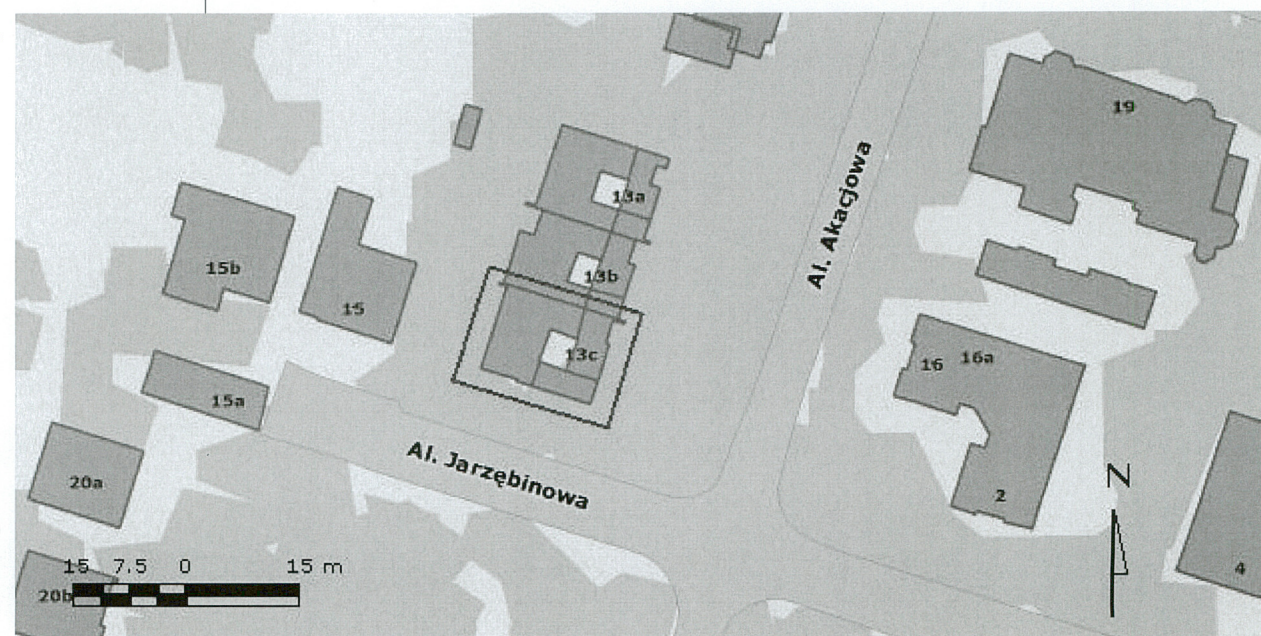 19
13a
Al. Akacjowa
15b
13b
15
13c
16 16a
15a
Al. Jarzębinowa
20a
2
N
15 7.5 0 15 m
4
20b